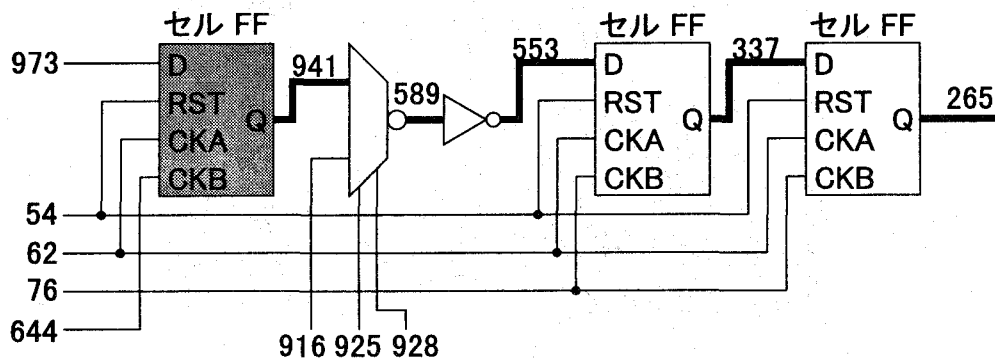 セル FF
セル FF
セル FF
973
D
RST
CKA
CKB
Q
941
589
553
D
RST
CKA
CKB
Q
337
D
RST
CKA
CKB
Q
265
54
62
76
644
916
925
928